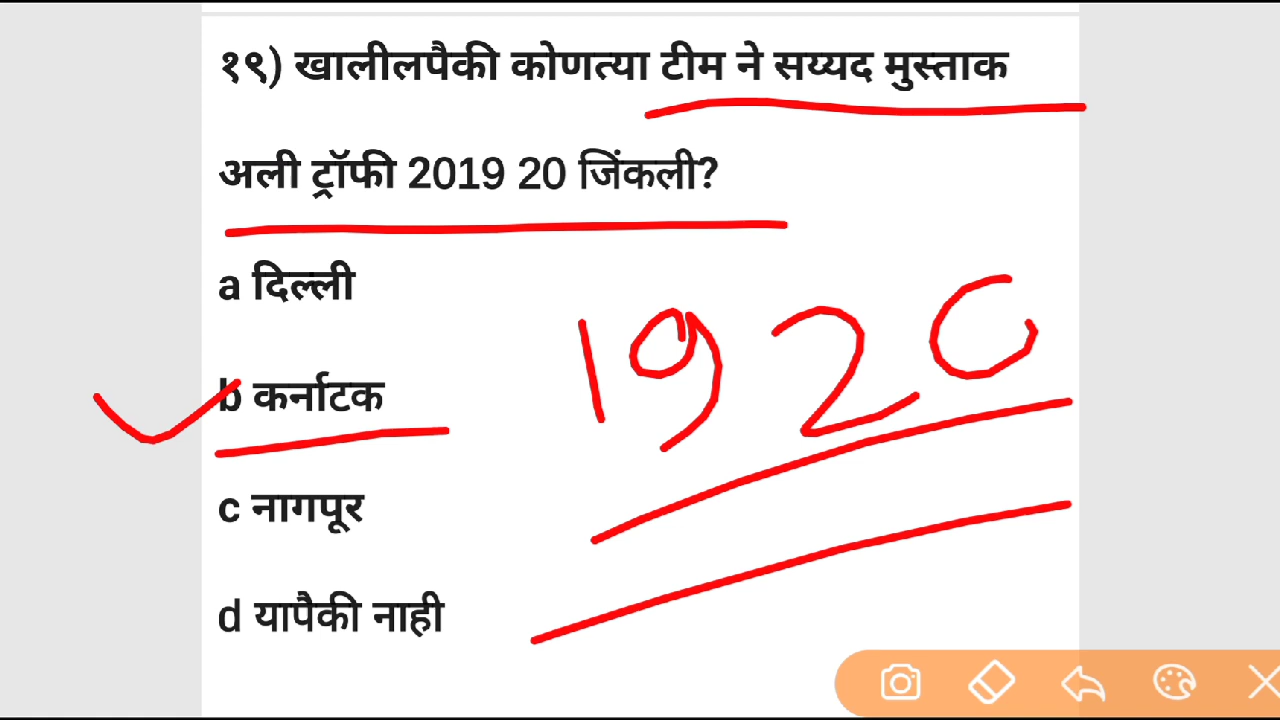 १९) खालीलपैकी कोणत्या टीम ने सय्यद मुस्ताक
अली ट्रॉफी 2019 20 जिंकली?
a दिल्ली
1920
b कर्नाटक
c नागपूर
d यापैकी नाही